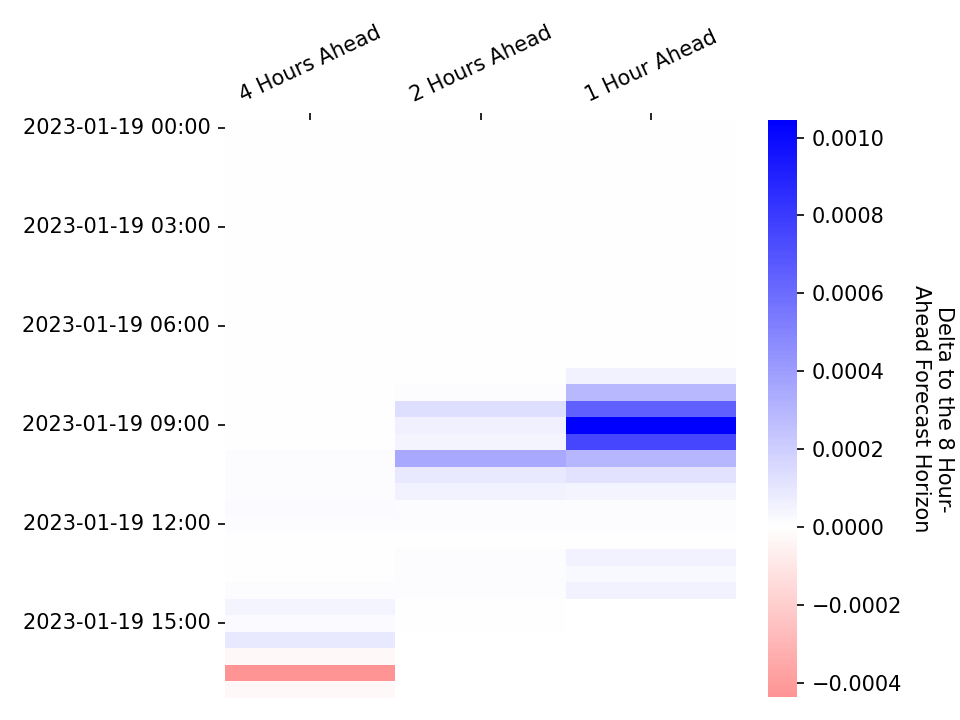 4 Hours Ahead
2 Hours Ahead
1 Hour Ahead
2023-01-19 00:00
2023-01-19 03:00
2023-01-19 06:00
2023-01-19 09:00
2023-01-19 12:00
2023-01-19 15:00
0.0010
0.0008
0.0006
0.0004
0.0002
0.0000
−0.0002
−0.0004
Delta to the 8 Hour-
Ahead Forecast Horizon